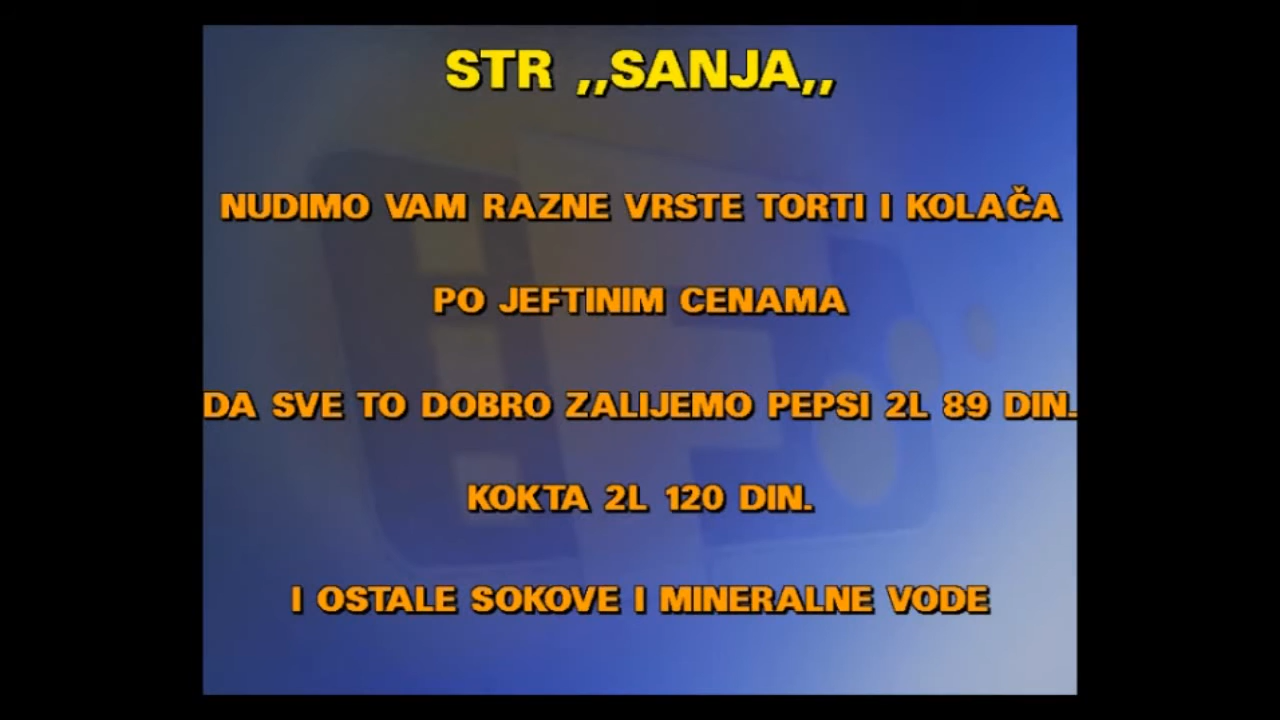 STR ,,SANJA,,
NUDIMO VAM RAZNE VRSTE TORTI I KOLAČA
PO JEFTINIM CENAMA
DA SVE TO DOBRO ZALIJEMO PEPSI 2L 89 DIN.
KOKTA 2L 120 DIN.
I OSTALE SOKOVE I MINERALNE VODE